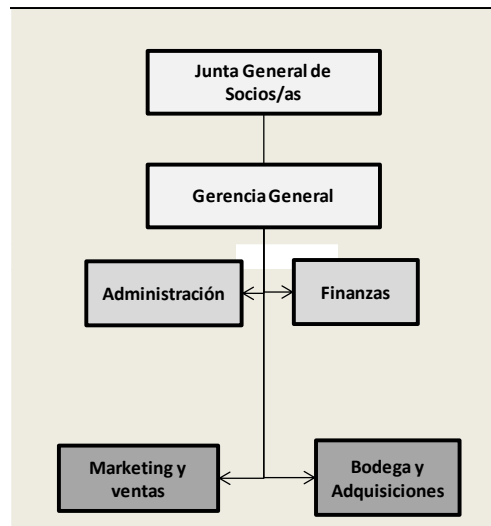 Junta General de
Socios/as
Gerencia General
Administración
Finanzas
Marketing y
ventas
Bodega y
Adquisiciones